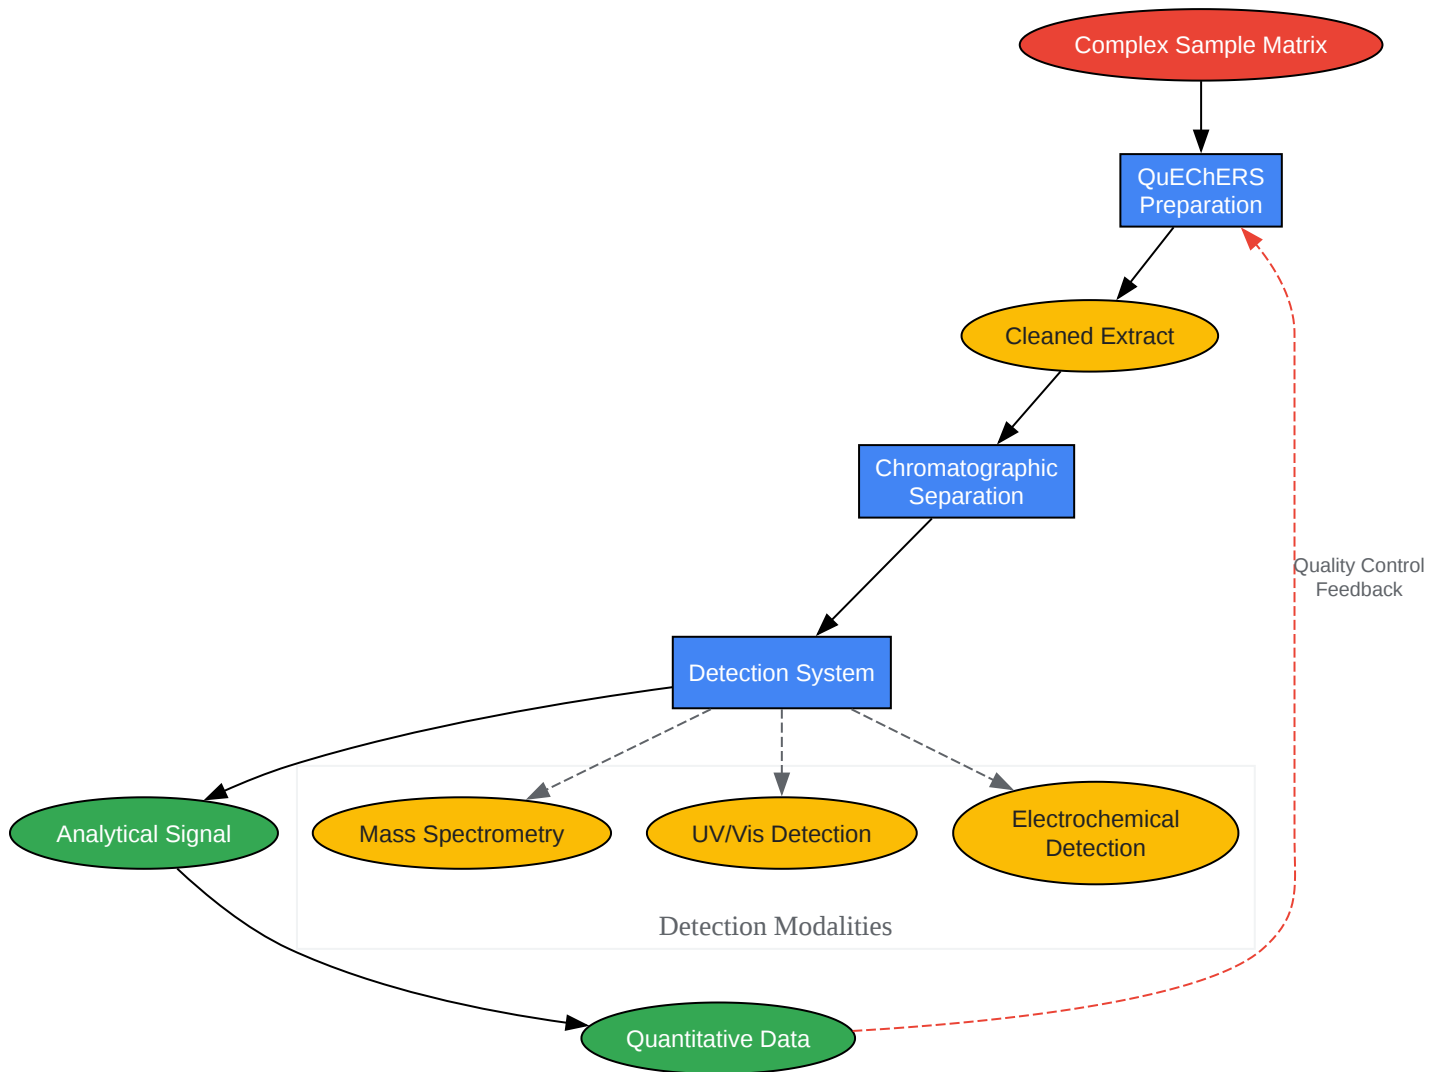 Complex Sample Matrix
QuEChERS
Preparation
Cleaned Extract
Chromatographic
Separation
Quality Control
Feedback
Detection System
Analytical Signal
Mass Spectrometry
UV/Vis Detection
Electrochemical
Detection
Detection Modalities
Quantitative Data